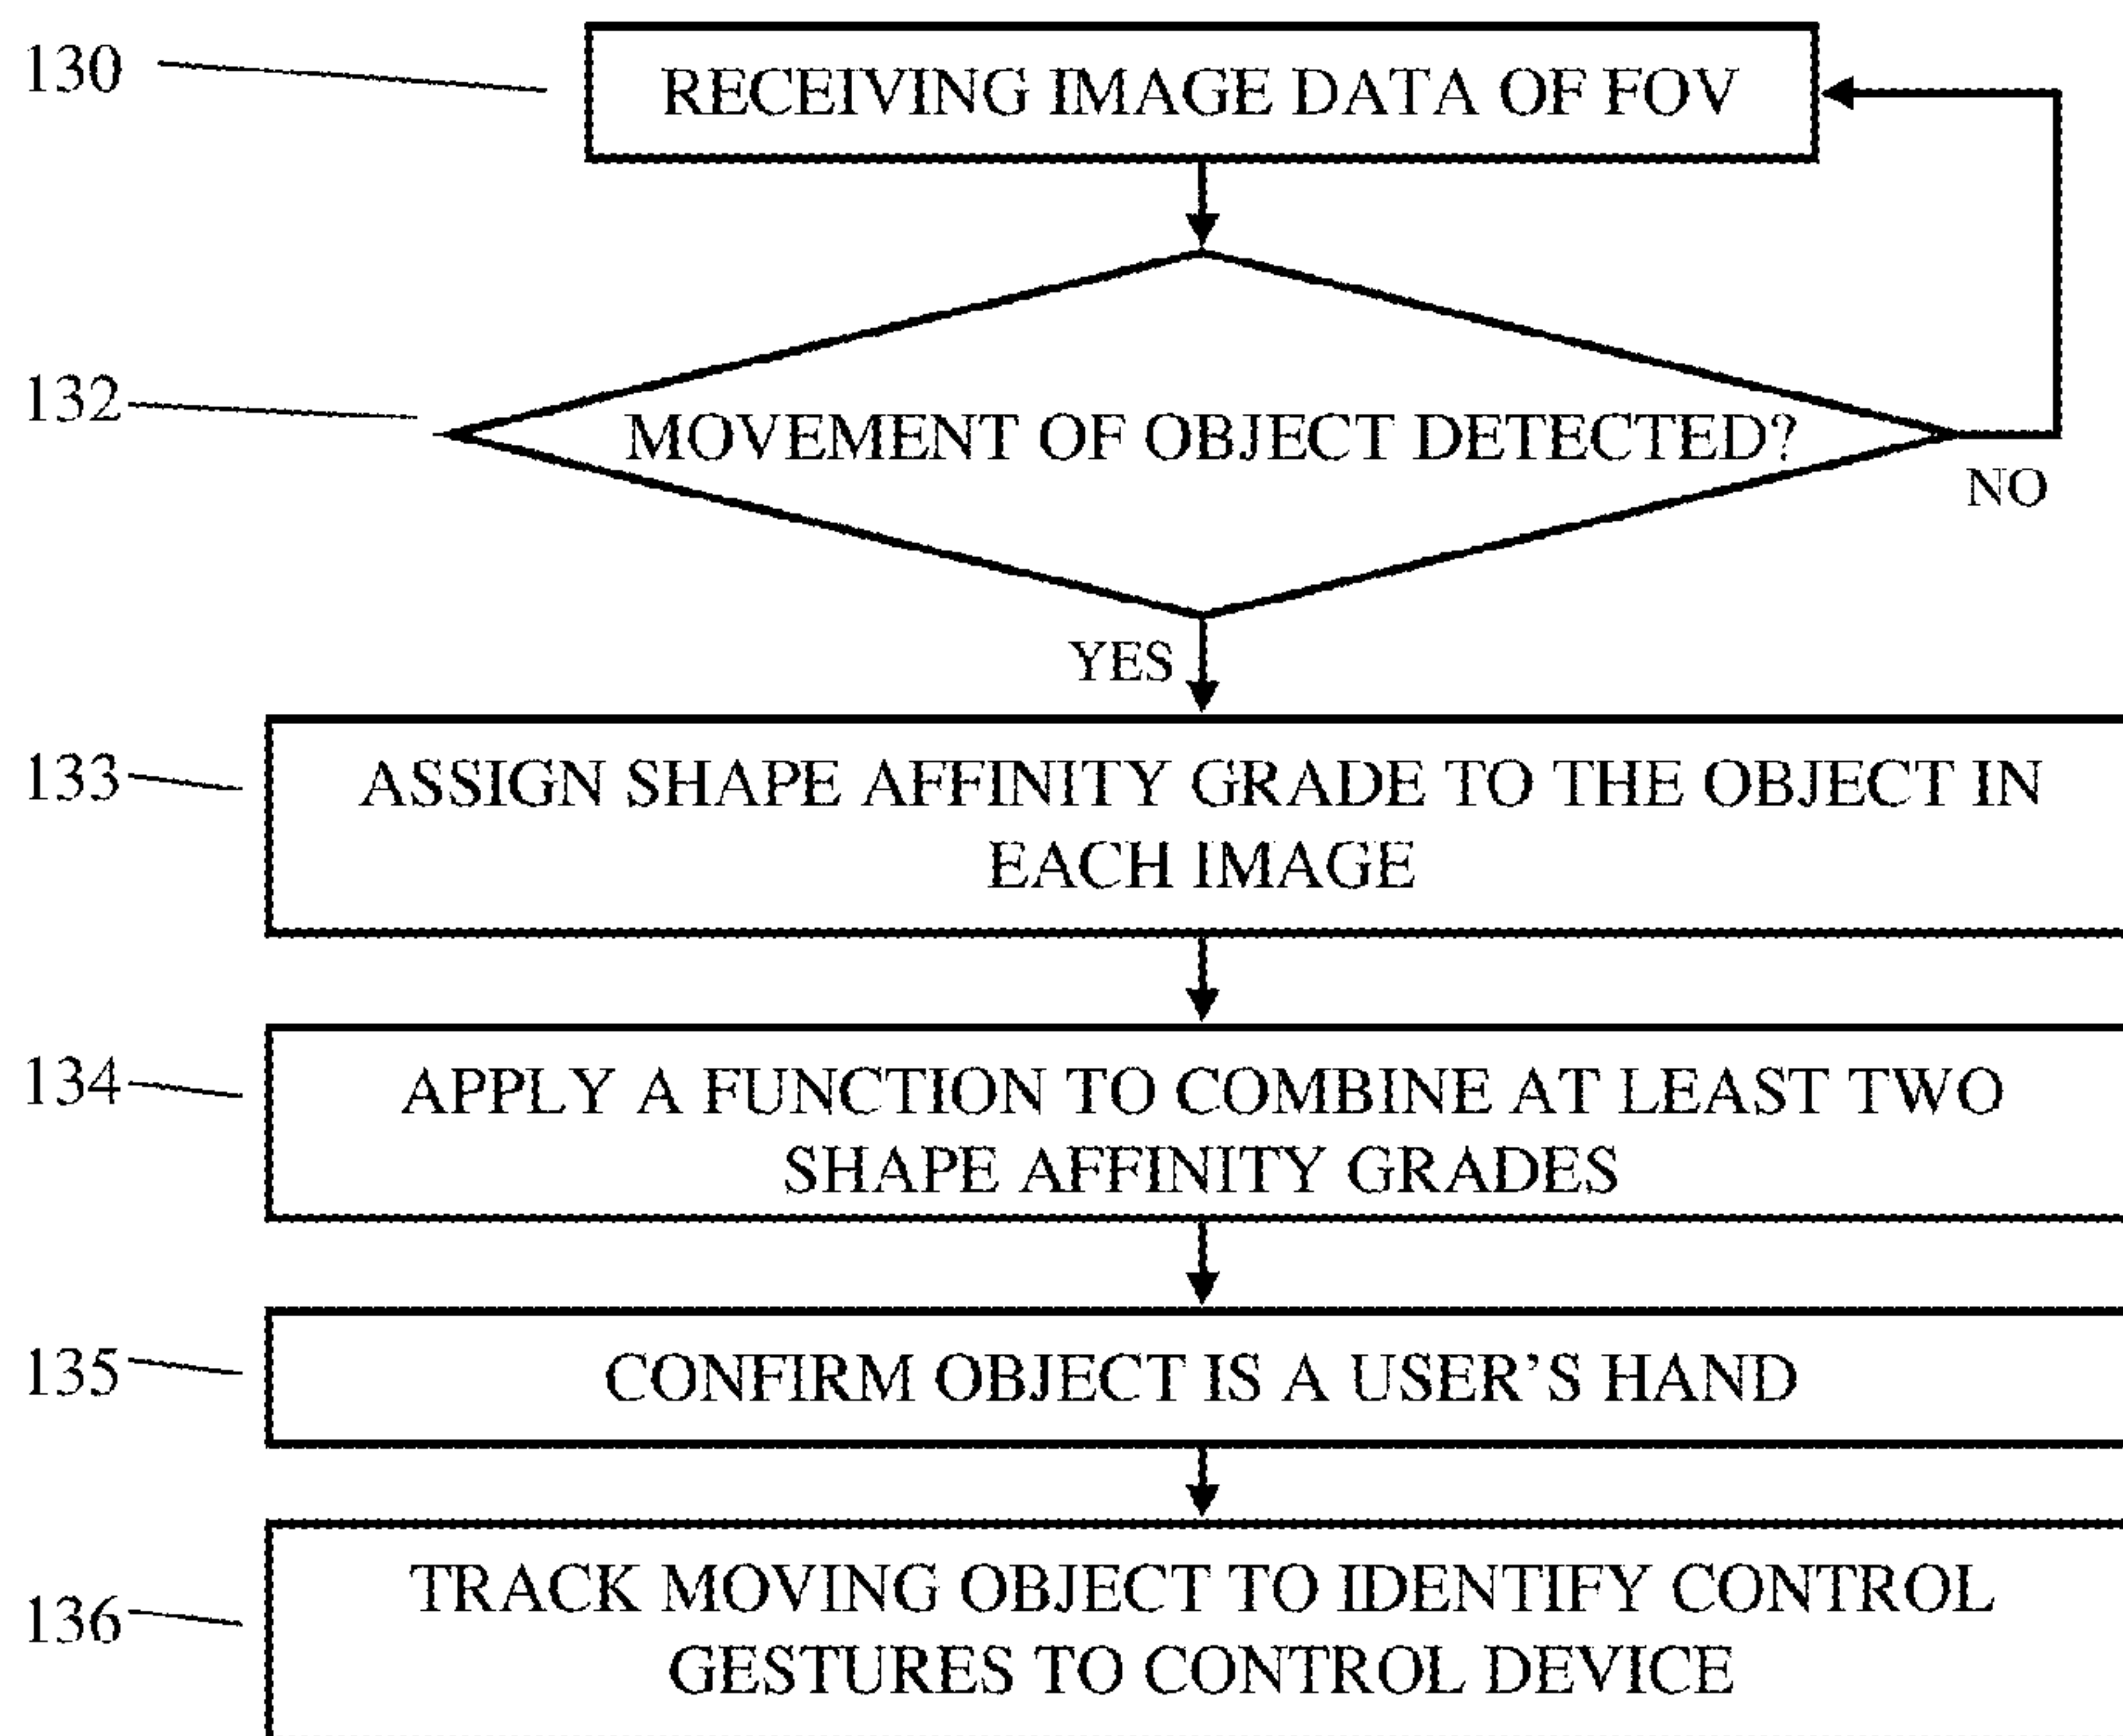 130
RECEIVING IMAGE DATA OF FOV
132
MOVEMENT OF OBJECT DETECTED?
NO
YES
133
ASSIGN SHAPE AFFINITY GRADE TO THE OBJECT IN
EACH IMAGE
134
APPLY A FUNCTION TO COMBINE AT LEAST TWO
SHAPE AFFINITY GRADES
135
CONFIRM OBJECT IS A USER’S HAND
136
TRACK MOVING OBJECT TO IDENTIFY CONTROL
GESTURES TO CONTROL DEVICE